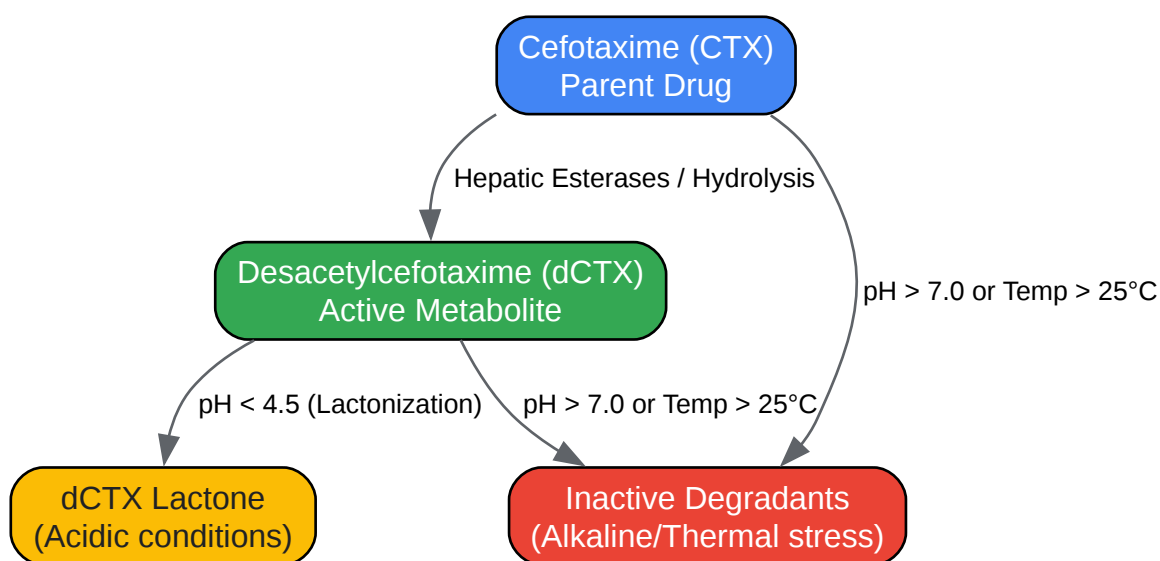 Cefotaxime (CTX)
Parent Drug
Hepatic Esterases / Hydrolysis
Desacetylcefotaxime (dCTX)
Active Metabolite
pH > 7.0 or Temp > 25°C
pH < 4.5 (Lactonization)
pH > 7.0 or Temp > 25°C
dCTX Lactone
(Acidic conditions)
Inactive Degradants
(Alkaline/Thermal stress)